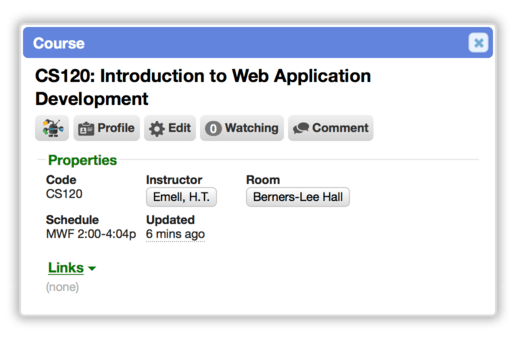 Course
CS120: Introduction to Web Application
Development
Profile Edit 0 Watching Comment
Properties
Code Instructor Room
CS120 Emell, H.T. Berners-Lee Hall
Schedule Updated
MWF 2:00-4:04p 6 mins ago
Links
(none)